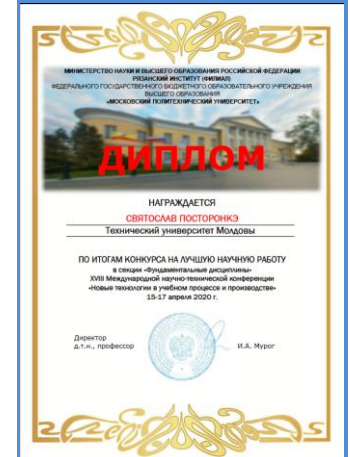 МИНИСТЕРСТВО НАУКИ И ВЫСШЕГО ОБРАЗОВАНИЯ РОССИЙСКОЙ ФЕДЕРАЦИИ
РЯЗАНСКИЙ ИНСТИТУТ (ФИЛИАЛ)
ФЕДЕРАЛЬНОГО ГОСУДАРСТВЕННОГО БЮДЖЕТНОГО ОБРАЗОВАТЕЛЬНОГО УЧРЕЖДЕНИЯ
ВЫСШЕГО ОБРАЗОВАНИЯ
«МОСКОВСКИЙ ПОЛИТЕХНИЧЕСКИЙ УНИВЕРСИТЕТ»
ДИПЛОМ
НАГРАЖДАЕТСЯ
СВЯТОСЛАВ ПОСТОРОНКЭ
Технический университет Молдовы
ПО ИТОГАМ КОНКУРСА НА ЛУЧШУЮ НАУЧНУЮ РАБОТУ
в секции «Фундаментальные дисциплины»
XVIII Международной научно-технической конференции
«Новые технологии в учебном процессе и производстве»
15-17 апреля 2020 г.
Директор
д.т.н., профессор
И.А. Мурог